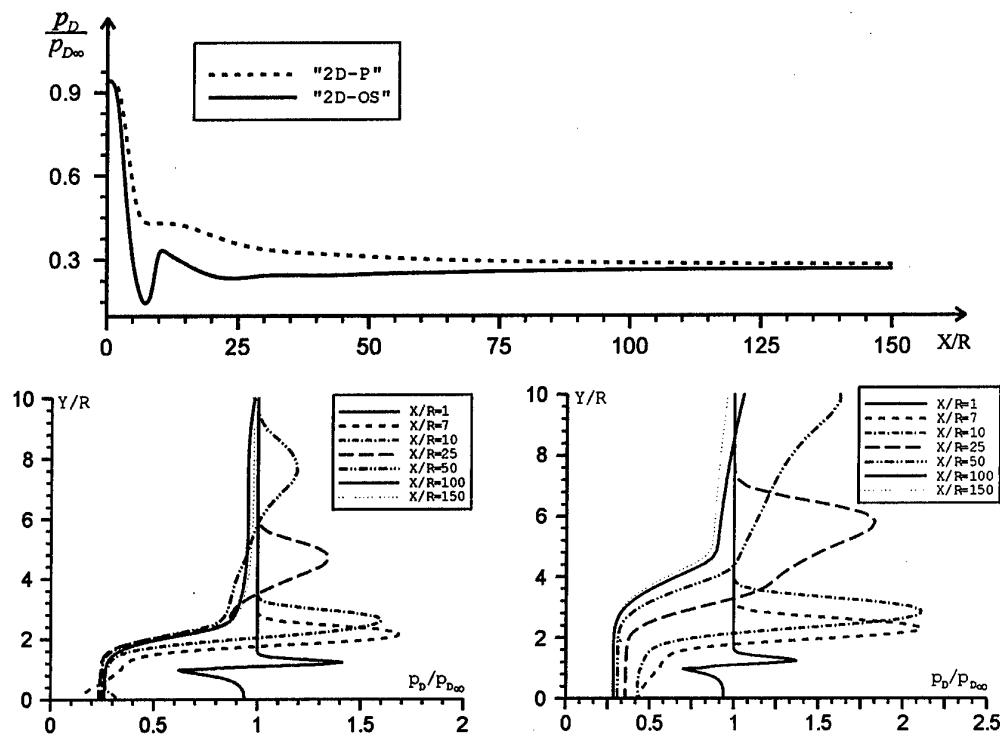 p_D
p_D∞
"2D-P"
"2D-OS"
0.9
0.6
0.3
0 25 50 75 100 125 150 X/R
10 Y/R
8
6
4
2
0
X/R=1
X/R=7
X/R=10
X/R=25
X/R=50
X/R=100
X/R=150
p_D/p_D∞
0 0.5 1 1.5 2
10 Y/R
8
6
4
2
0
X/R=1
X/R=7
X/R=10
X/R=25
X/R=50
X/R=100
X/R=150
p_D/p_D∞
0 0.5 1 1.5 2 2.5